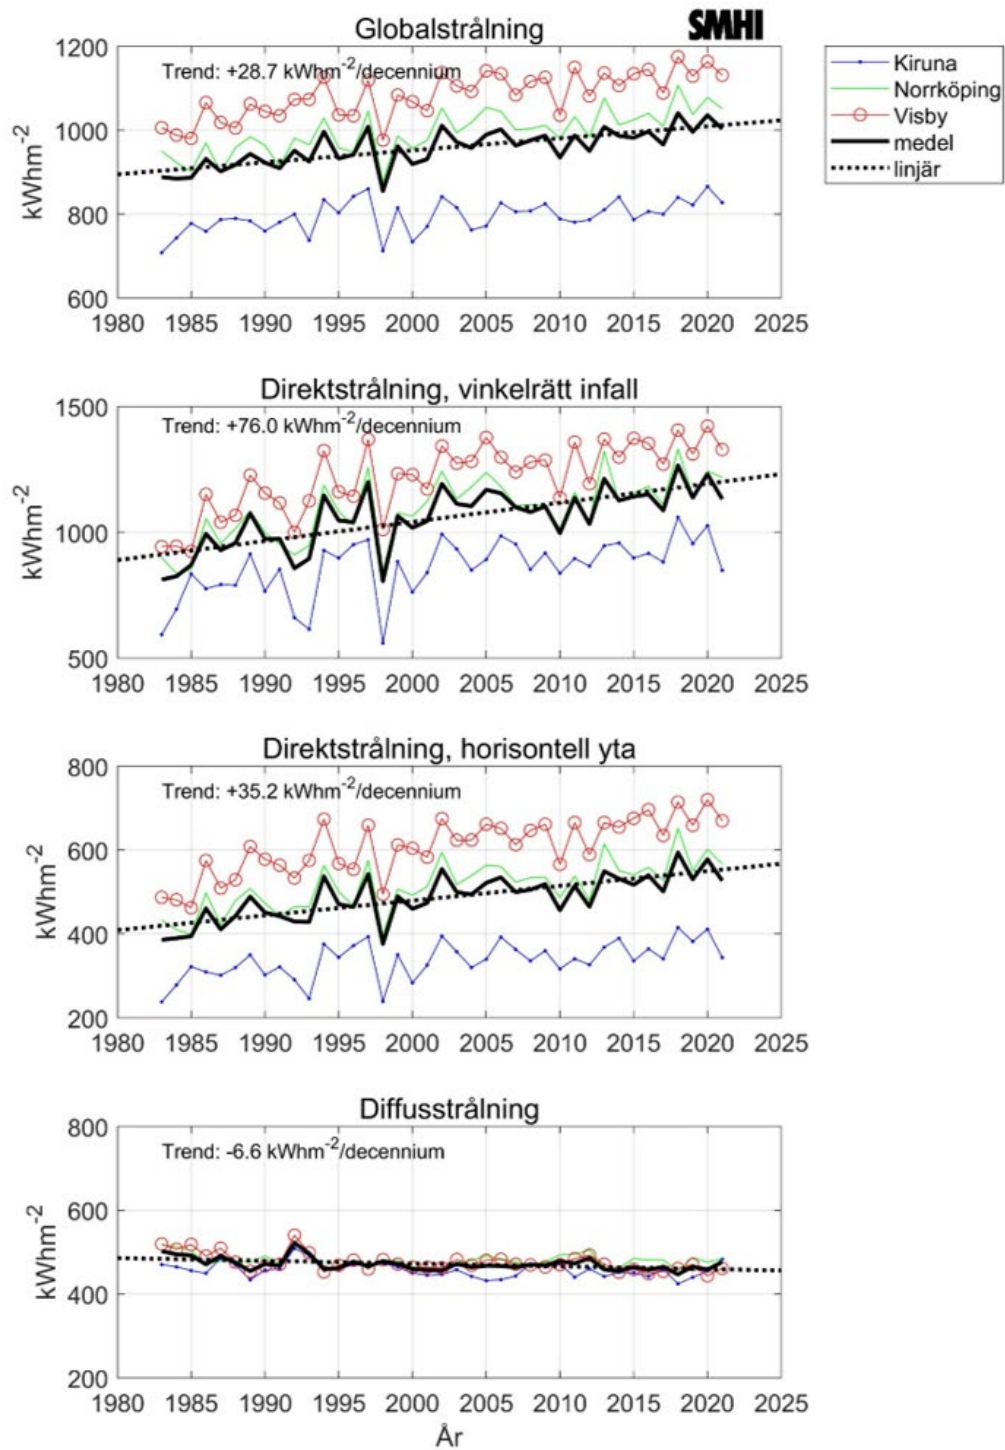 Globalstrålning
SMHI
Trend: +28.7 kWhm⁻²/decennium
1200
1000
800
600
kWhm⁻²
1980 1985 1990 1995 2000 2005 2010 2015 2020 2025
Kiruna
Norrköping
Visby
medel
linjär
Direktstrålning, vinkelrätt infall
Trend: +76.0 kWhm⁻²/decennium
1500
1000
500
kWhm⁻²
1980 1985 1990 1995 2000 2005 2010 2015 2020 2025
Direktstrålning, horisontell yta
Trend: +35.2 kWhm⁻²/decennium
800
600
400
200
kWhm⁻²
1980 1985 1990 1995 2000 2005 2010 2015 2020 2025
Diffusstrålning
Trend: -6.6 kWhm⁻²/decennium
800
600
400
200
kWhm⁻²
1980 1985 1990 1995 2000 2005 2010 2015 2020 2025
År